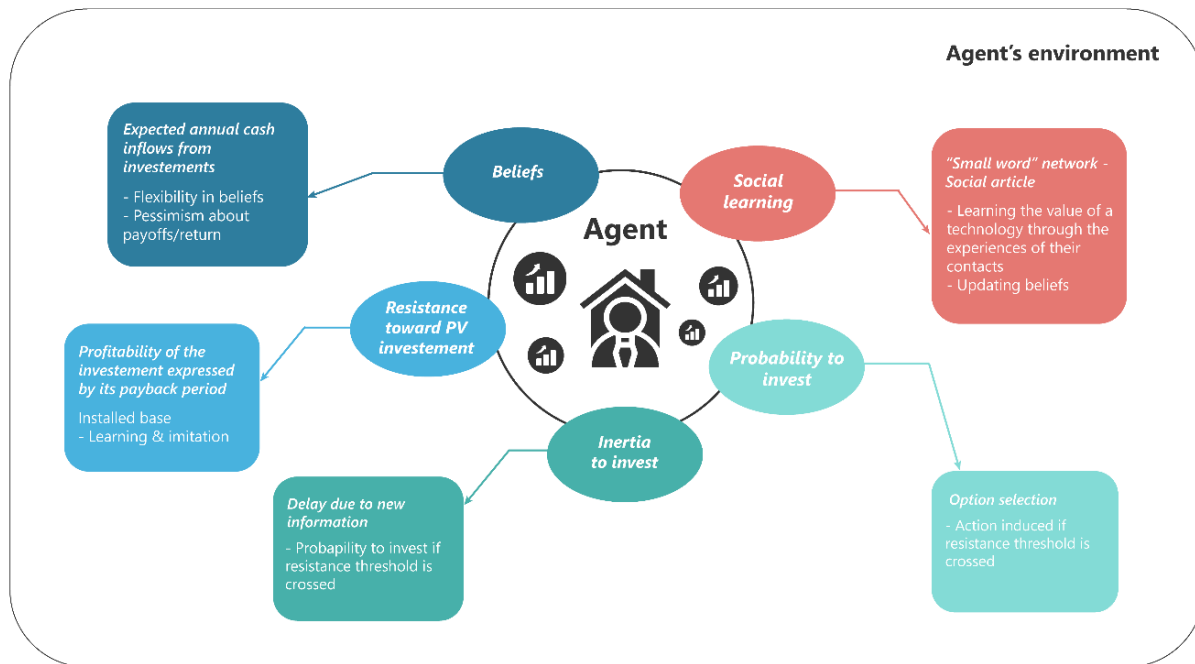 Agent’s environment
Expected annual cash
inflows from
investements
- Flexibility in beliefs
- Pessimism about
payoffs/return
Beliefs
Social
learning
“Small word” network -
Social article
- Learning the value of a
technology through the
experiences of their
contacts
- Updating beliefs
Agent
Resistance
toward PV
investement
Profitability of the
investement expressed
by its payback period
Installed base
- Learning & imitation
Probability to
invest
Inertia
to invest
Delay due to new
information
- Probapility to invest if
resistance threshold is
crossed
Option selection
- Action induced if
resistance threshold is
crossed